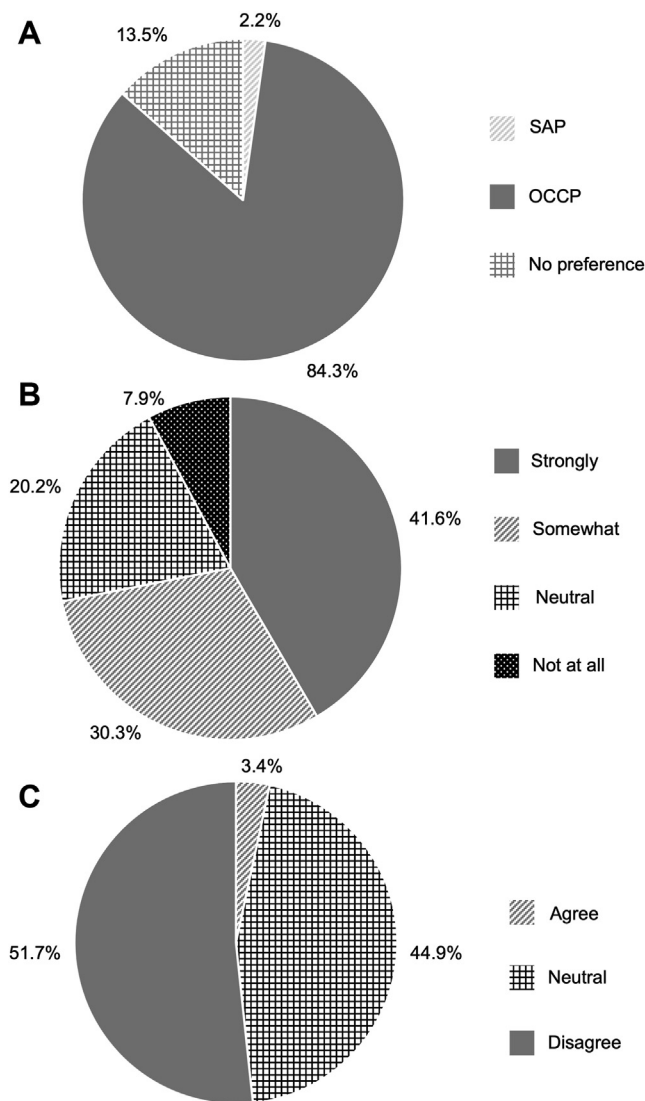 A
2.2%
13.5%
SAP
OCCP
No preference
84.3%
B
7.9%
20.2%
41.6%
30.3%
Strongly
Somewhat
Neutral
Not at all
C
3.4%
51.7%
44.9%
Agree
Neutral
Disagree